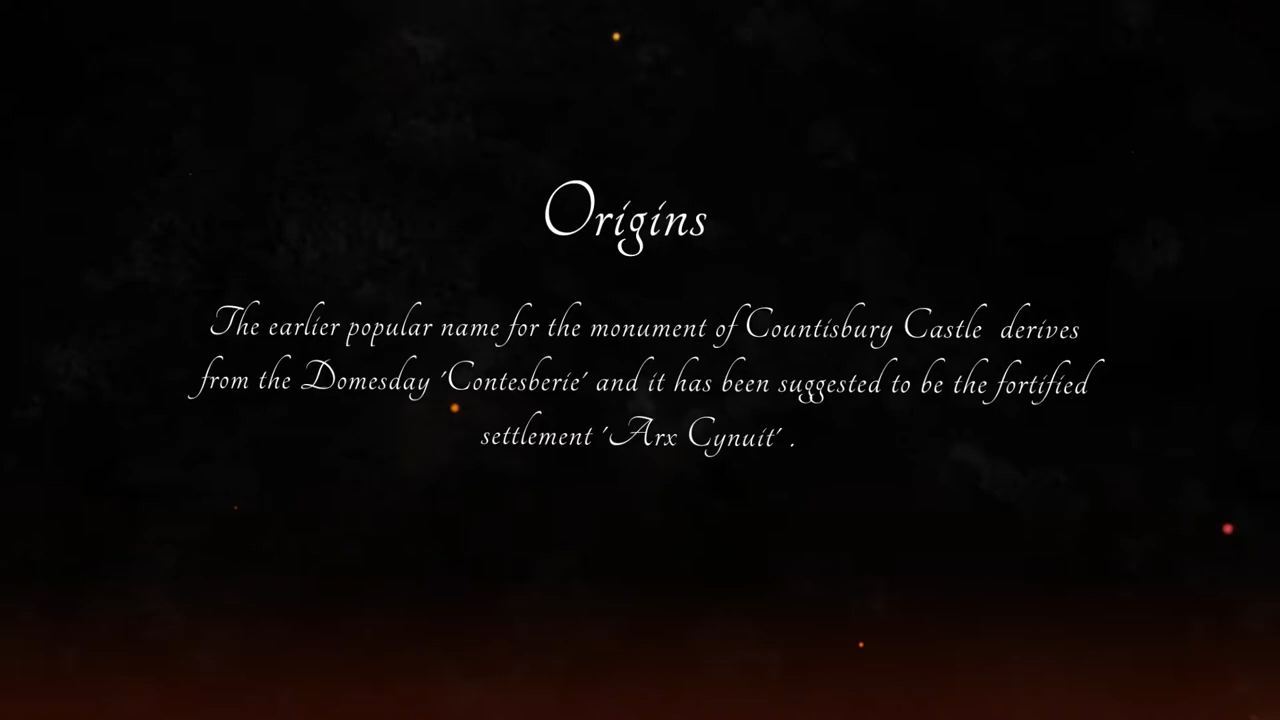 Origins
The earlier popular name for the monument of Countisbury Castle derives
from the Domesday 'Contesberie' and it has been suggested to be the fortified
settlement 'Arx Cynuit' .